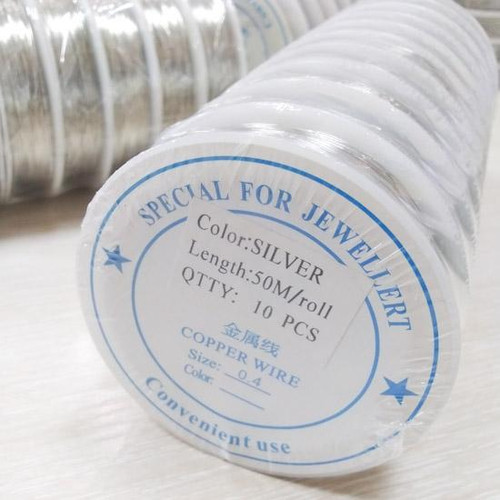 SPECIAL FOR JEWELLERT
Color:SILVER
Length:50M/roll
QTTY: 10 PCS
金属线
COPPER WIRE
Size: 0.4
Color:
Convenient use